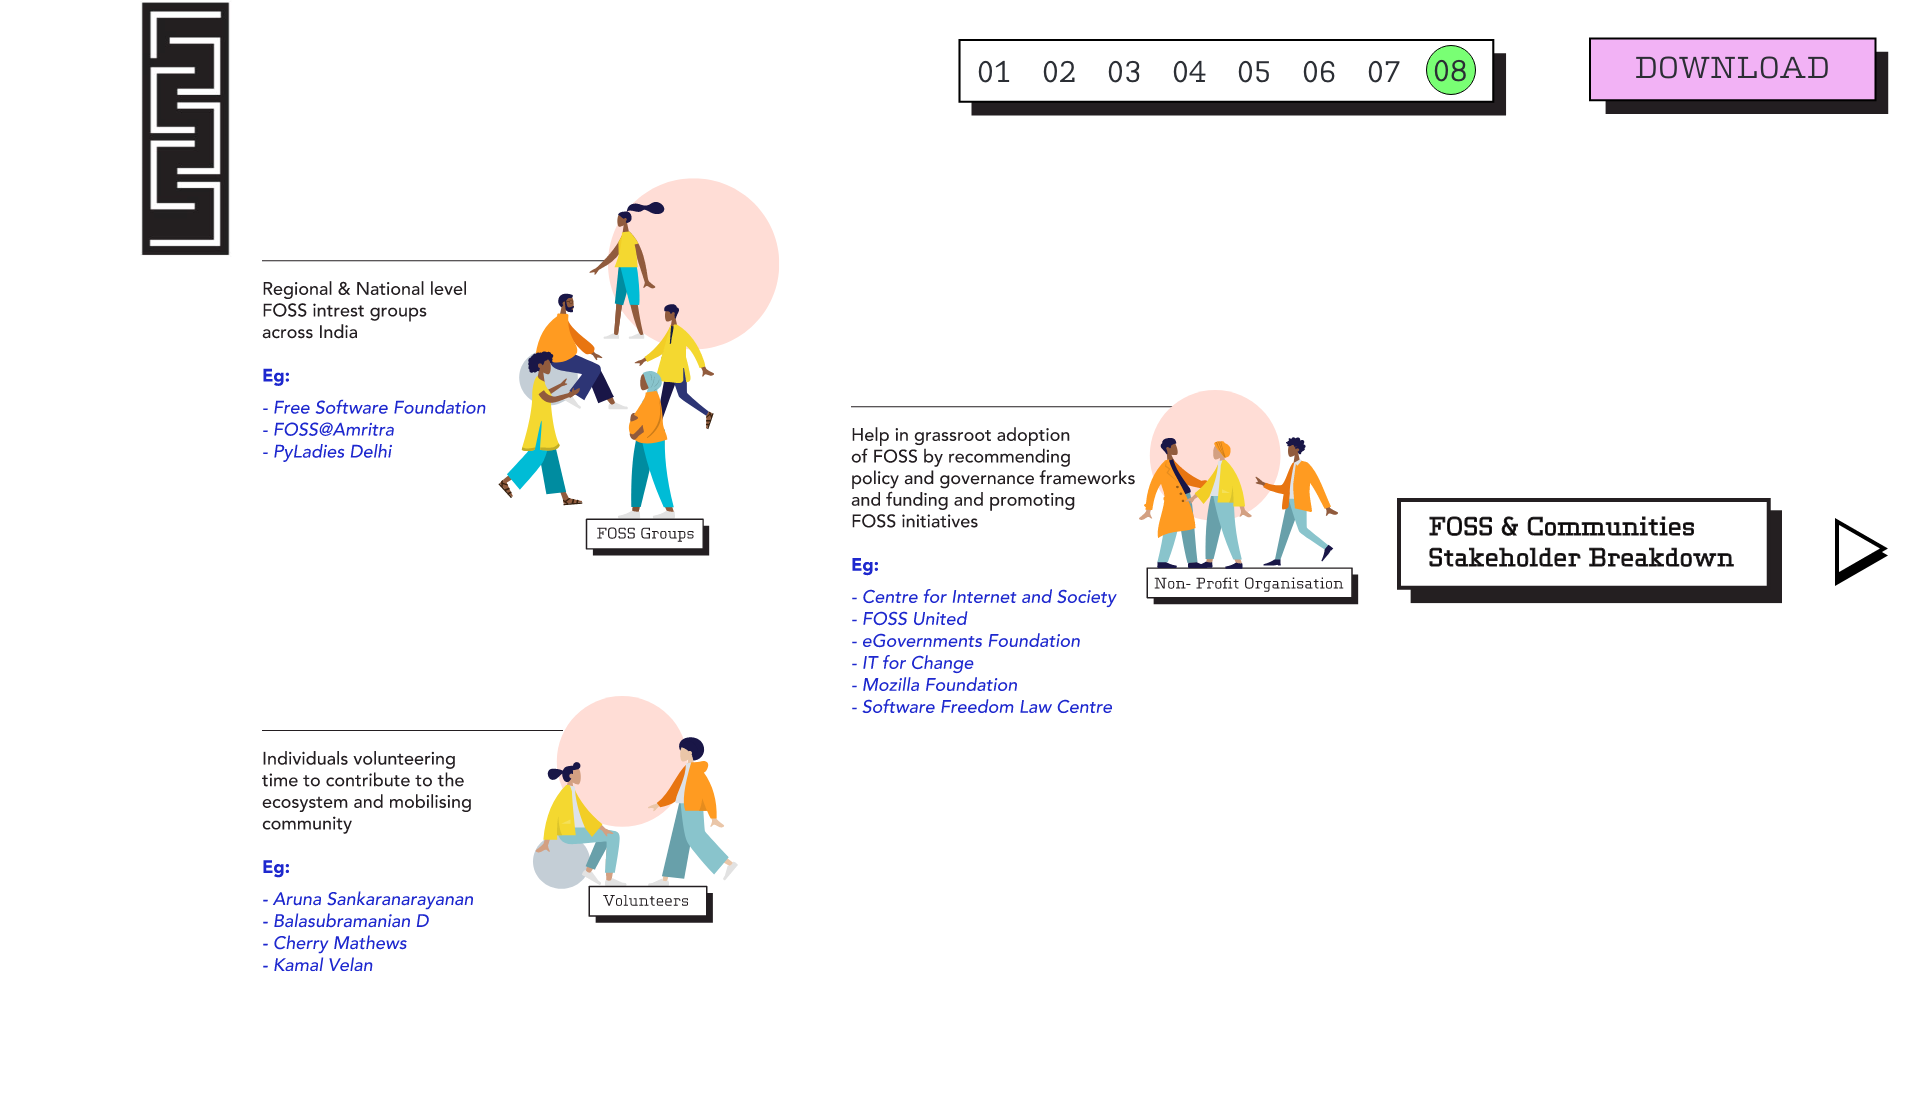 01 02 03 04 05 06 07 08
DOWNLOAD
Regional & National level
FOSS intrest groups
across India
Eg:
- Free Software Foundation
- FOSS@Amritra
- PyLadies Delhi
FOSS Groups
Help in grassroot adoption
of FOSS by recommending
policy and governance frameworks
and funding and promoting
FOSS initiatives
Eg:
- Centre for Internet and Society
- FOSS United
- eGovernments Foundation
- IT for Change
- Mozilla Foundation
- Software Freedom Law Centre
Non- Profit Organisation
FOSS & Communities
Stakeholder Breakdown
Individuals volunteering
time to contribute to the
ecosystem and mobilising
community
Eg:
- Aruna Sankaranarayanan
- Balasubramanian D
- Cherry Mathews
- Kamal Velan
Volunteers